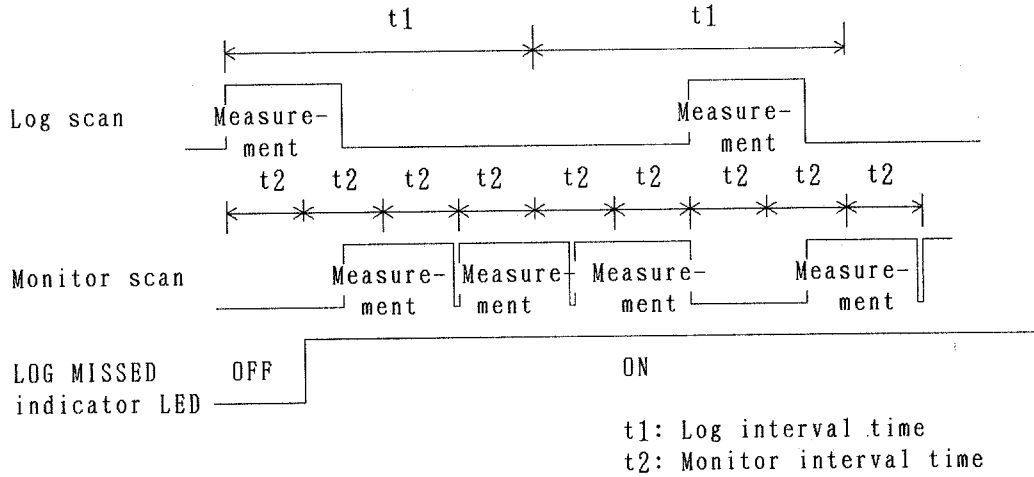 t1 t1
Log scan
Measure- Measure-
ment ment
t2 t2 t2 t2 t2 t2 t2 t2 t2
Monitor scan
Measure- Measure- Measure- Measure-
ment ment ment ment
LOG MISSED OFF ON
indicator LED
t1: Log interval time
t2: Monitor interval time